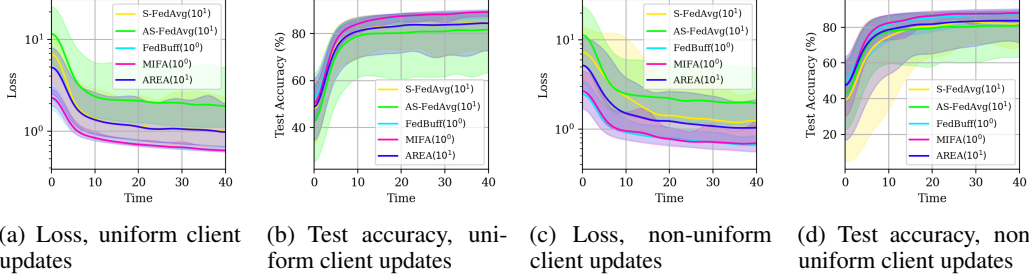 S-FedAvg(10¹)
AS-FedAvg(10¹)
FedBuff(10⁰)
MIFA(10⁰)
AREA(10¹)
Loss
10¹
10⁰
0 10 20 30 40
Time
(a) Loss, uniform client
updates
S-FedAvg(10¹)
AS-FedAvg(10¹)
FedBuff(10⁰)
MIFA(10⁰)
AREA(10¹)
Test Accuracy (%)
80
60
40
0 10 20 30 40
Time
(b) Test accuracy, uni-
form client updates
S-FedAvg(10¹)
AS-FedAvg(10¹)
FedBuff(10⁰)
MIFA(10⁰)
AREA(10¹)
Loss
10¹
10⁰
0 10 20 30 40
Time
(c) Loss, non-uniform
client updates
S-FedAvg(10¹)
AS-FedAvg(10¹)
FedBuff(10⁰)
MIFA(10⁰)
AREA(10¹)
Test Accuracy (%)
80
60
40
20
0 10 20 30 40
Time
(d) Test accuracy, non
uniform client updates